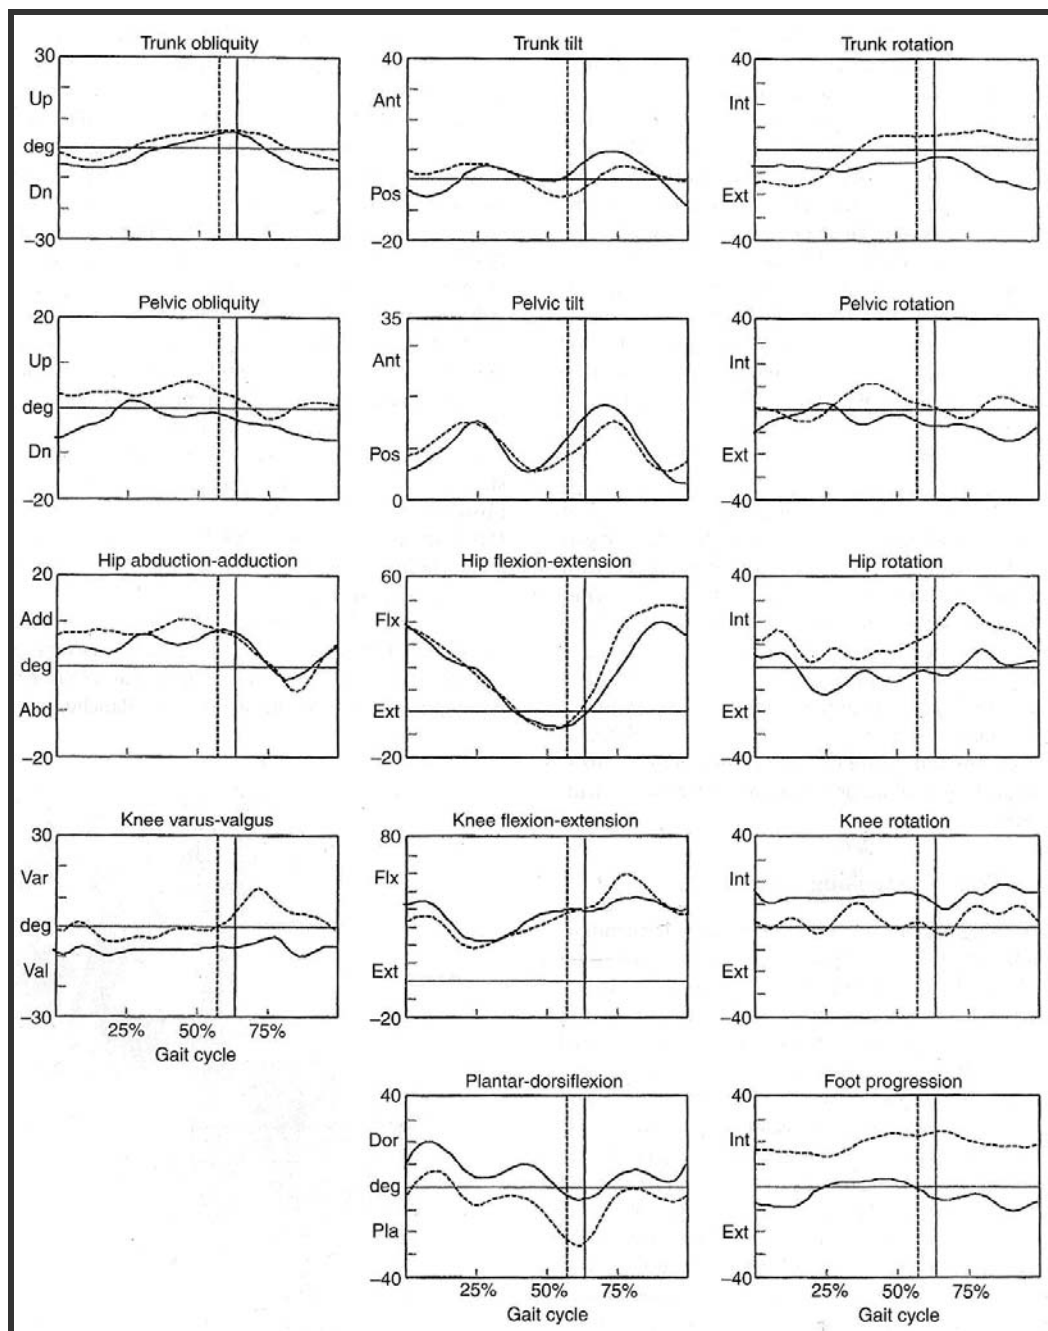 Trunk obliquity
30
Up
deg
Dn
–30
Trunk tilt
40
Ant
Pos
–20
Trunk rotation
40
Int
Ext
–40
Pelvic obliquity
20
Up
deg
Dn
–20
Pelvic tilt
35
Ant
Pos
0
Pelvic rotation
40
Int
Ext
–40
Hip abduction-adduction
20
Add
deg
Abd
–20
Hip flexion-extension
60
Flx
Ext
–20
Hip rotation
40
Int
Ext
–40
Knee varus-valgus
30
Var
deg
Val
–30
25% 50% 75%
Gait cycle
Knee flexion-extension
80
Flx
Ext
–20
Knee rotation
40
Int
Ext
–40
Plantar-dorsiflexion
40
Dor
deg
Pla
–40
25% 50% 75%
Gait cycle
Foot progression
40
Int
Ext
–40
25% 50% 75%
Gait cycle